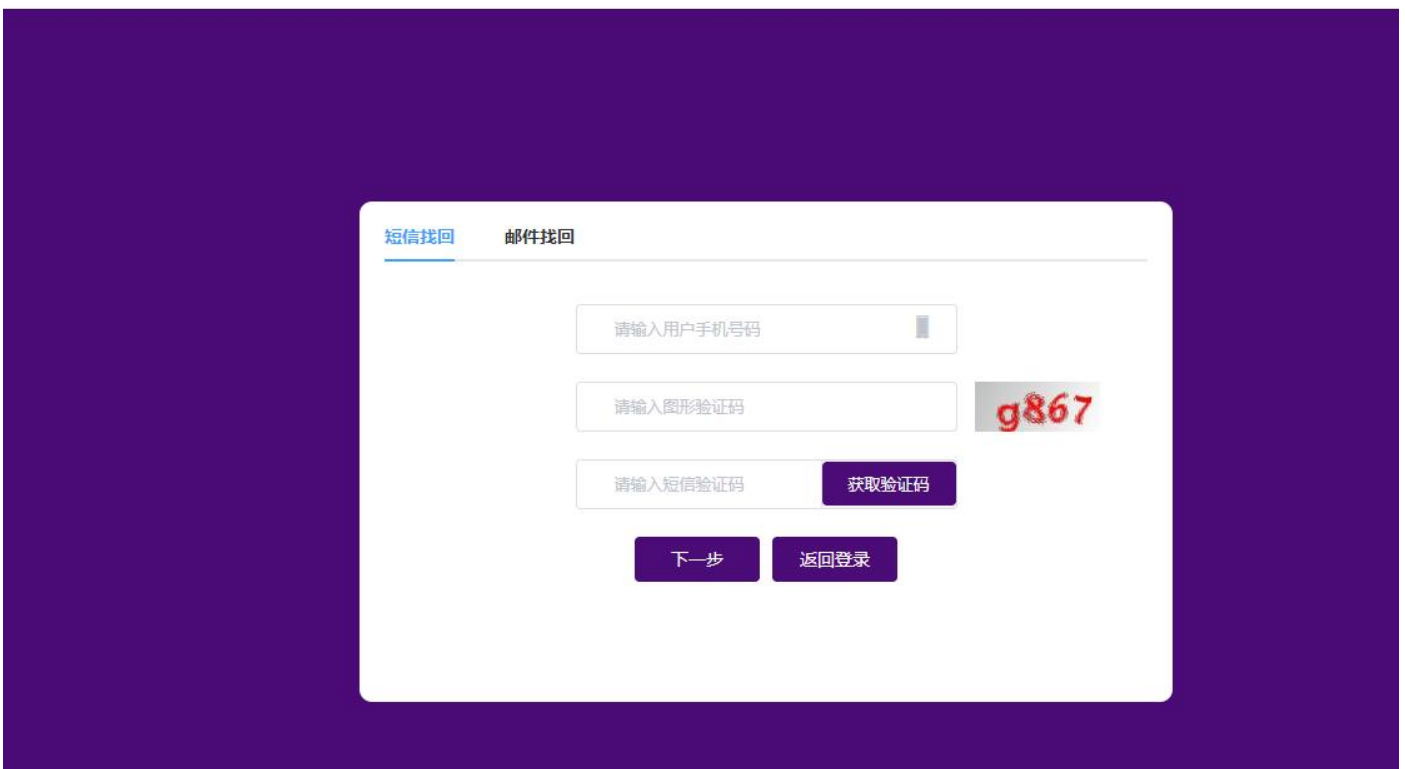 短信找回 邮件找回
请输入用户手机号码
请输入图形验证码 g867
请输入短信验证码 获取验证码
下一步 返回登录